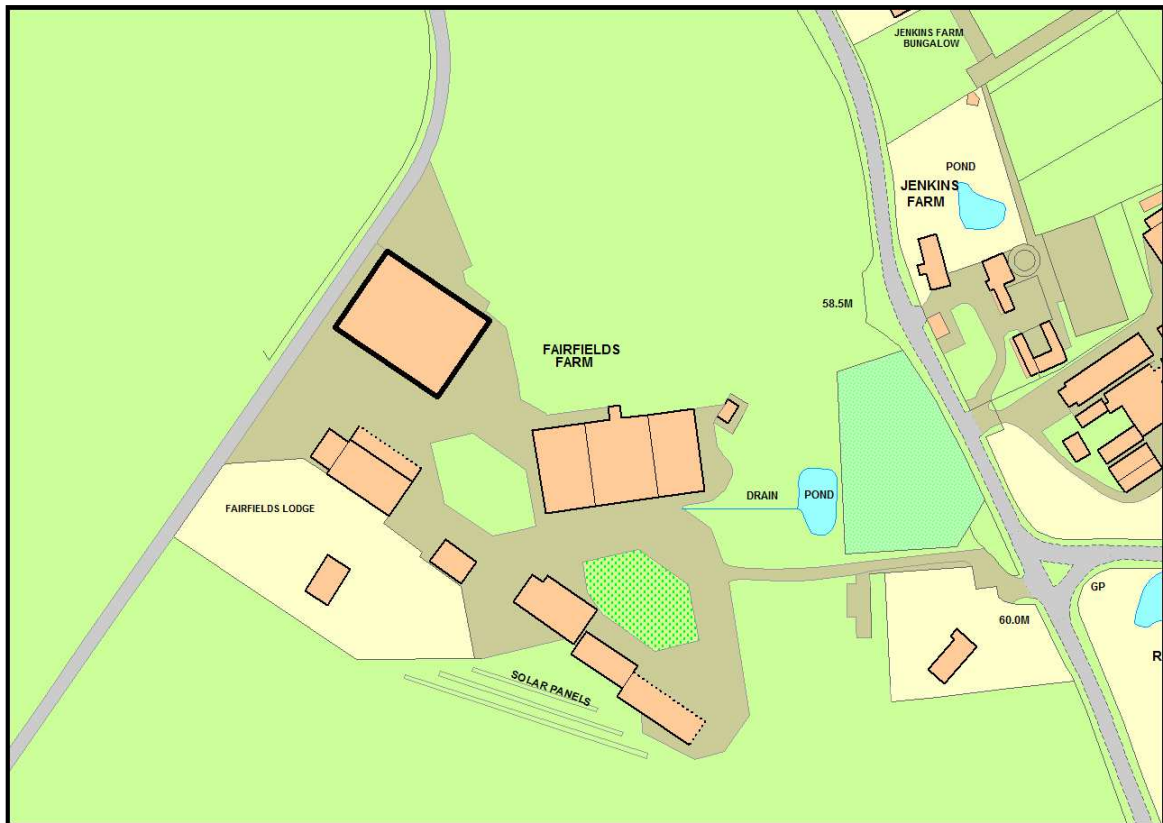 JENKINS FARM
BUNGALOW
POND
JENKINS
FARM
58.5M
FAIRFIELDS
FARM
DRAIN
POND
FAIRFIELDS LODGE
GP
60.0M
R
SOLAR PANELS